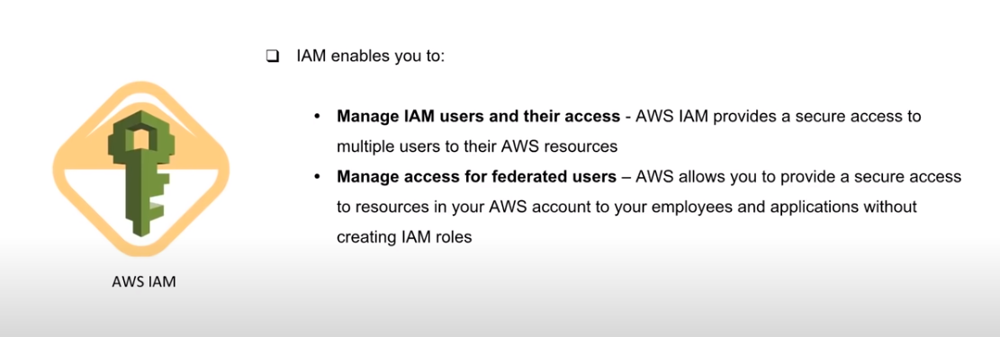 ❑ IAM enables you to:
• Manage IAM users and their access - AWS IAM provides a secure access to
multiple users to their AWS resources
• Manage access for federated users – AWS allows you to provide a secure access
to resources in your AWS account to your employees and applications without
creating IAM roles
AWS IAM